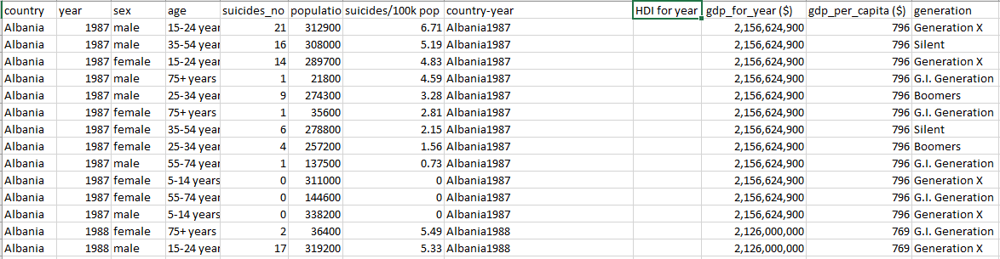 country year sex age suicides_no populatio suicides/100k pop country-year HDI for year gdp_for_year ($) gdp_per_capita ($) generation
Albania 1987 male 15-24 year 21 312900 6.71 Albania1987 2,156,624,900 796 Generation X
Albania 1987 male 35-54 year 16 308000 5.19 Albania1987 2,156,624,900 796 Silent
Albania 1987 female 15-24 year 14 289700 4.83 Albania1987 2,156,624,900 796 Generation X
Albania 1987 male 75+ years 1 21800 4.59 Albania1987 2,156,624,900 796 G.I. Generation
Albania 1987 male 25-34 year 9 274300 3.28 Albania1987 2,156,624,900 796 Boomers
Albania 1987 female 75+ years 1 35600 2.81 Albania1987 2,156,624,900 796 G.I. Generation
Albania 1987 female 35-54 year 6 278800 2.15 Albania1987 2,156,624,900 796 Silent
Albania 1987 female 25-34 year 4 257200 1.56 Albania1987 2,156,624,900 796 Boomers
Albania 1987 male 55-74 year 1 137500 0.73 Albania1987 2,156,624,900 796 G.I. Generation
Albania 1987 female 5-14 years 0 311000 0 Albania1987 2,156,624,900 796 Generation X
Albania 1987 female 55-74 year 0 144600 0 Albania1987 2,156,624,900 796 G.I. Generation
Albania 1987 male 5-14 years 0 338200 0 Albania1987 2,156,624,900 796 Generation X
Albania 1988 female 75+ years 2 36400 5.49 Albania1988 2,126,000,000 769 G.I. Generation
Albania 1988 male 15-24 year 17 319200 5.33 Albania1988 2,126,000,000 769 Generation X